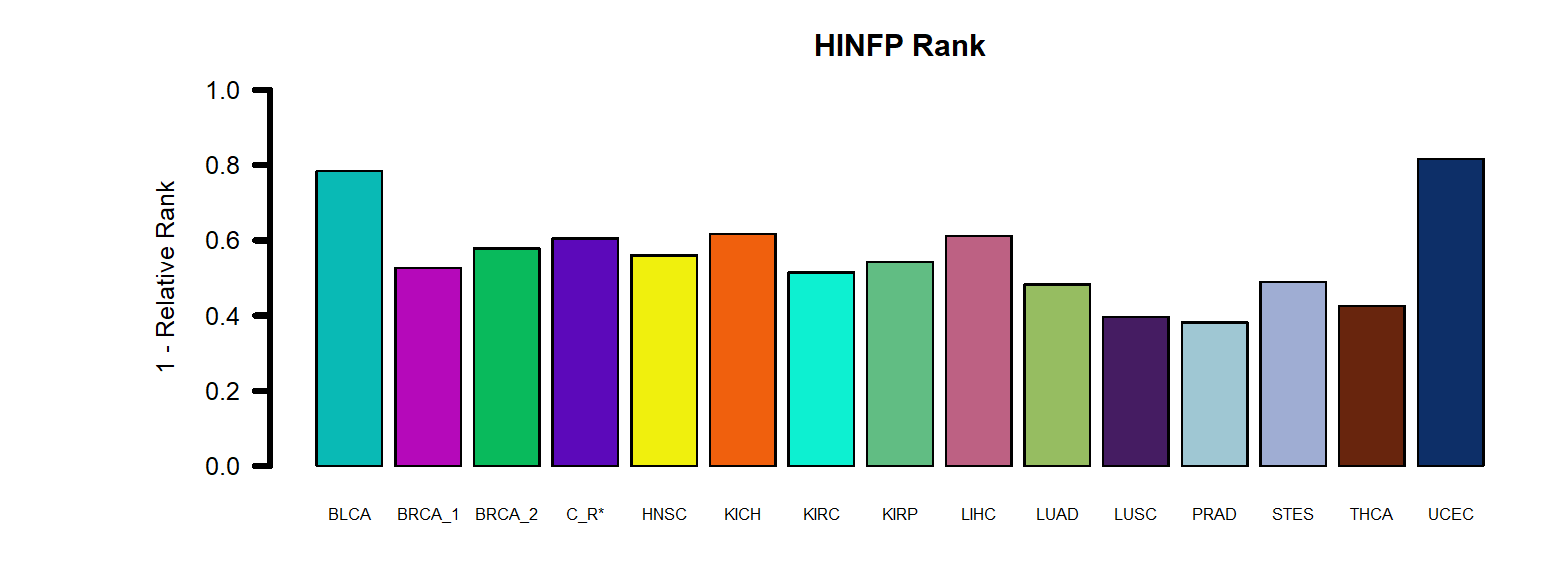 HINFP Rank
1 - Relative Rank
1.0
0.8
0.6
0.4
0.2
0.0
BLCA BRCA_1 BRCA_2 C_R* HNSC KICH KIRC KIRP LIHC LUAD LUSC PRAD STES THCA UCEC